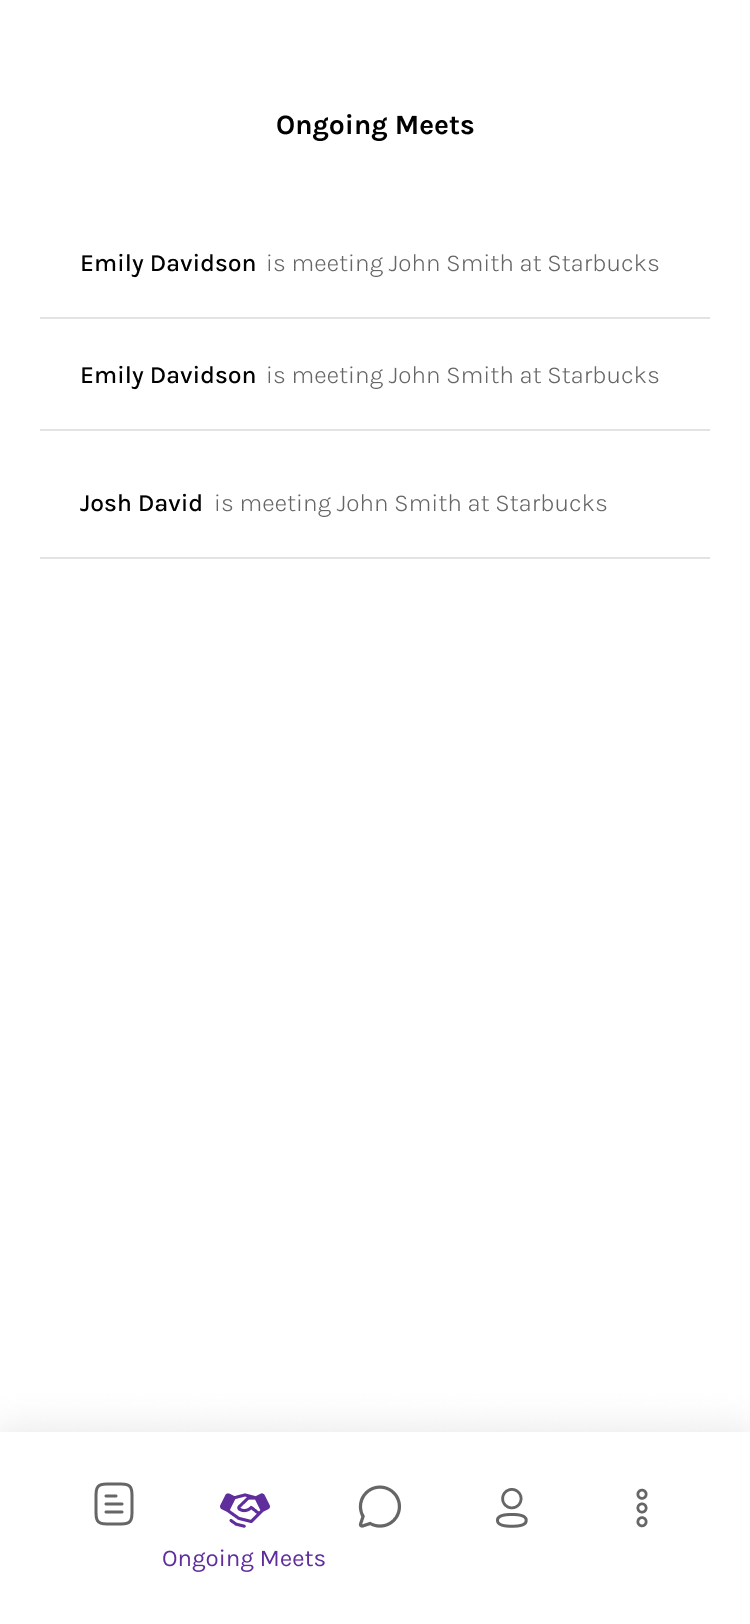 Ongoing Meets
Emily Davidson is meeting John Smith at Starbucks
Emily Davidson is meeting John Smith at Starbucks
Josh David is meeting John Smith at Starbucks
Ongoing Meets